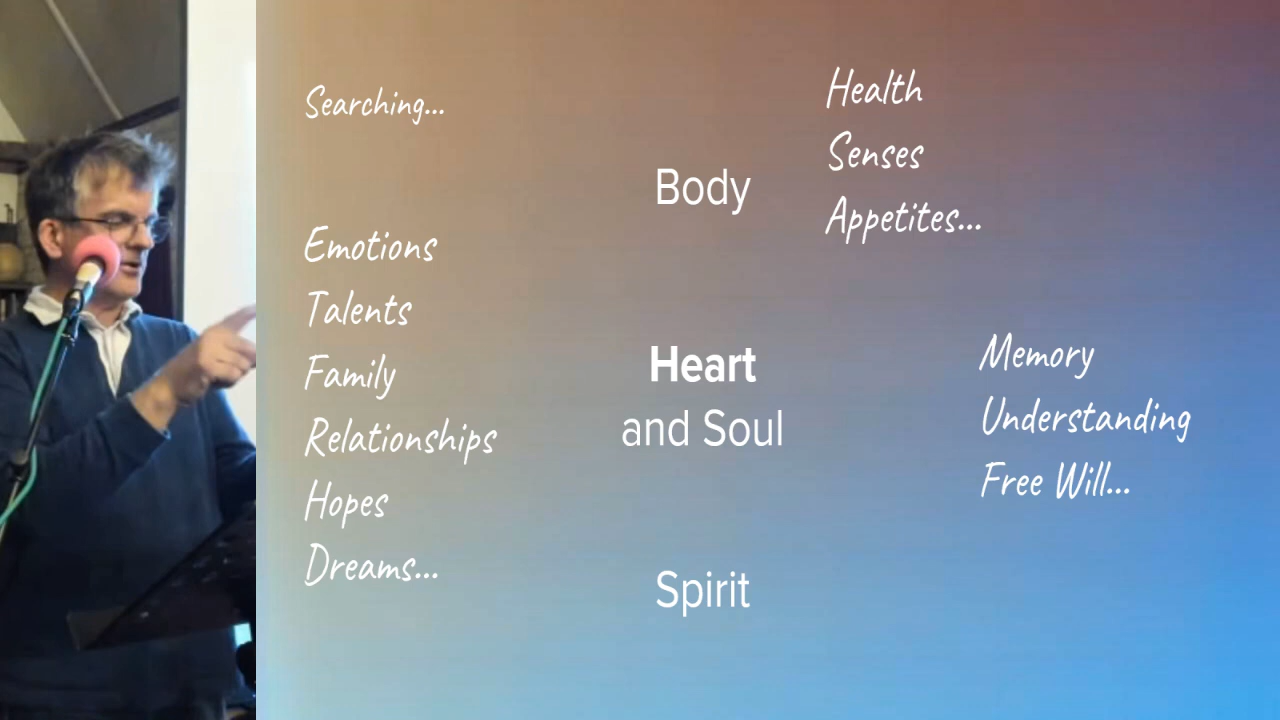 Searching...
Emotions
Talents
Family
Relationships
Hopes
Dreams...
Body
Heart
and Soul
Spirit
Health
Senses
Appetites...
Memory
Understanding
Free Will...